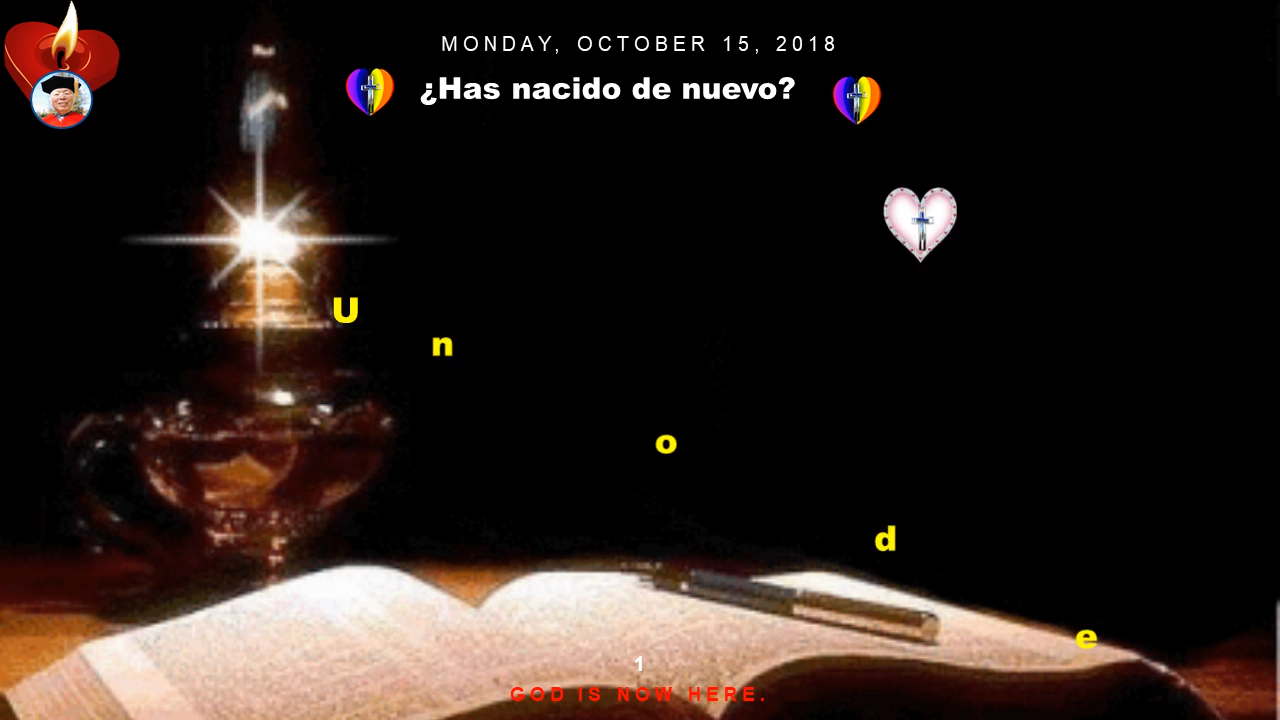 MONDAY, OCTOBER 15, 2018
¿Has nacido de nuevo?
U
n
o
d
e
1
GOD IS NOW HERE.